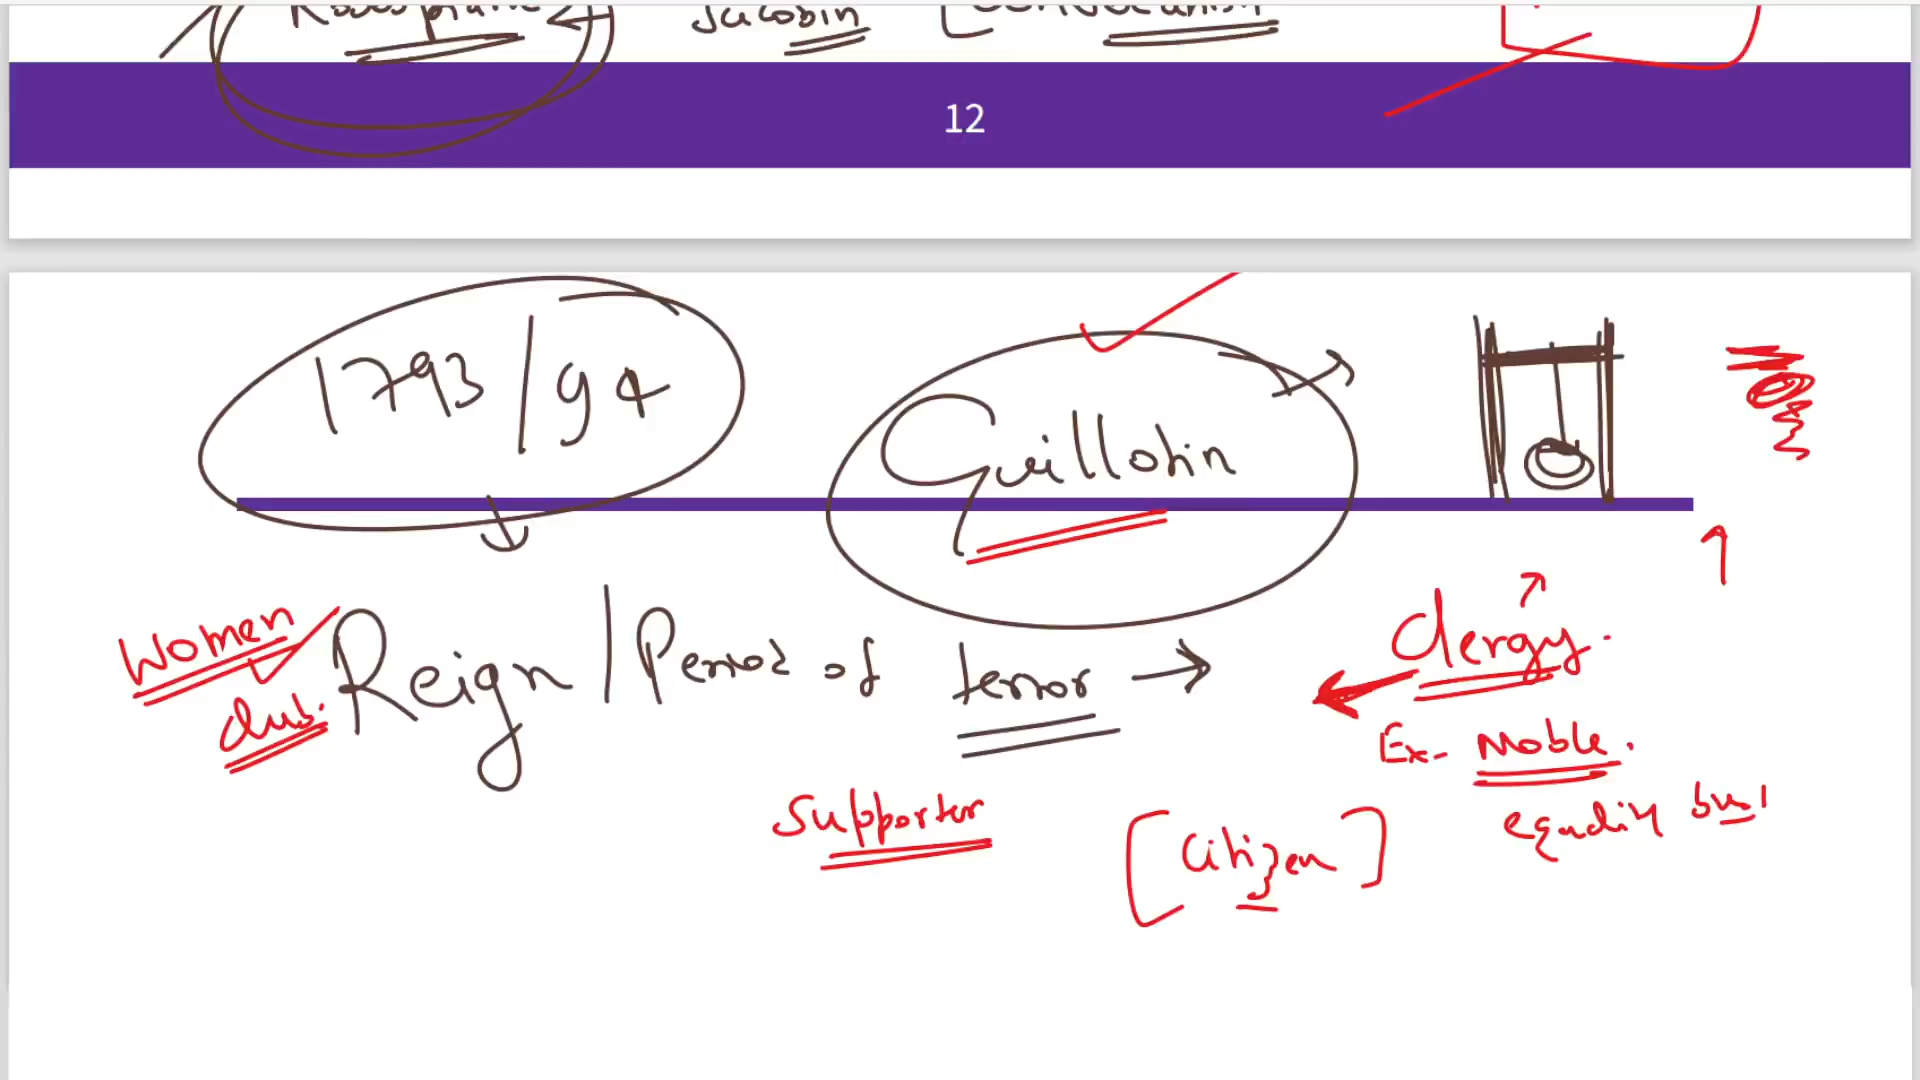 Jacobin
12
1793/94
Guillotin
Women
club.
Reign/Period of terror →
Clergy.
Ex- Noble.
Supporter
[Citizen]